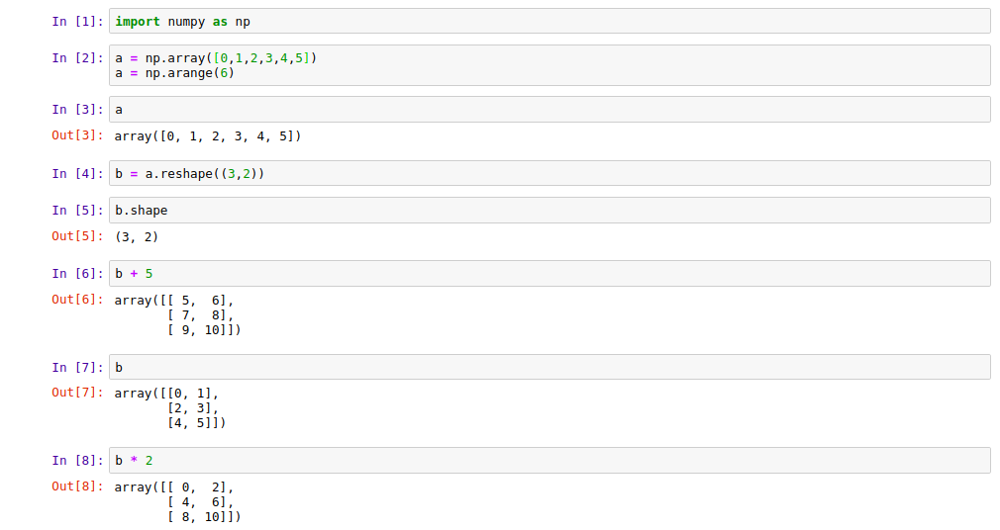 In [1]: import numpy as np
In [2]: a = np.array([0,1,2,3,4,5])
a = np.arange(6)
In [3]: a
Out[3]: array([0, 1, 2, 3, 4, 5])
In [4]: b = a.reshape((3,2))
In [5]: b.shape
Out[5]: (3, 2)
In [6]: b + 5
Out[6]: array([[ 5,  6],
       [ 7,  8],
       [ 9, 10]])
In [7]: b
Out[7]: array([[0, 1],
       [2, 3],
       [4, 5]])
In [8]: b * 2
Out[8]: array([[ 0,  2],
       [ 4,  6],
       [ 8, 10]])